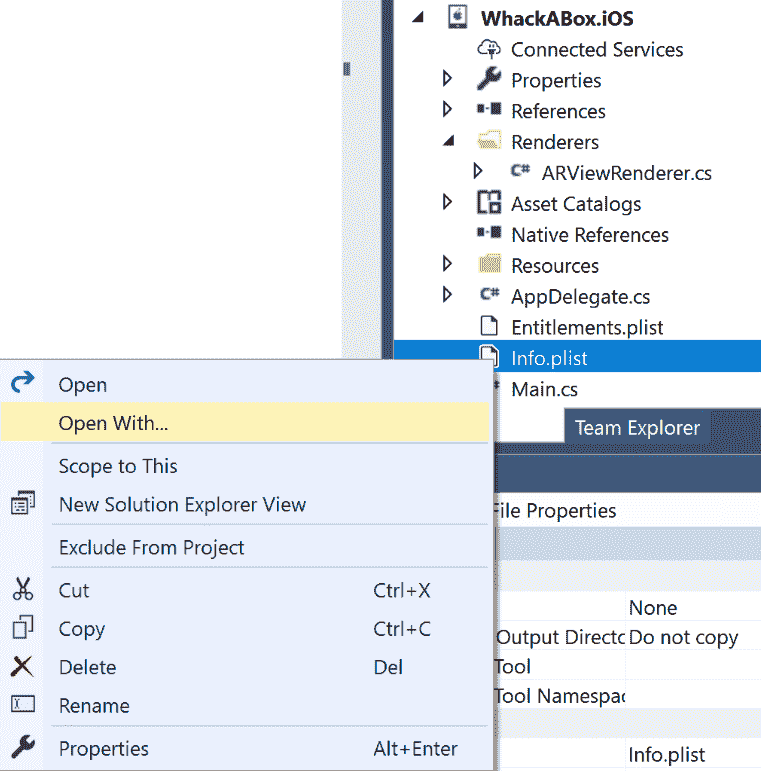 WhackABox.iOS
Connected Services
Properties
References
Renderers
C# ARViewRenderer.cs
Asset Catalogs
Native References
Resources
C# AppDelegate.cs
Entitlements.plist
Info.plist
Main.cs
Team Explorer
Open
Open With...
Scope to This
New Solution Explorer View
Exclude From Project
Cut Ctrl+X
Copy Ctrl+C
Delete Del
Rename
Properties Alt+Enter
File Properties
None
Output Directo Do not copy
Tool
Tool Namespac
Info.plist